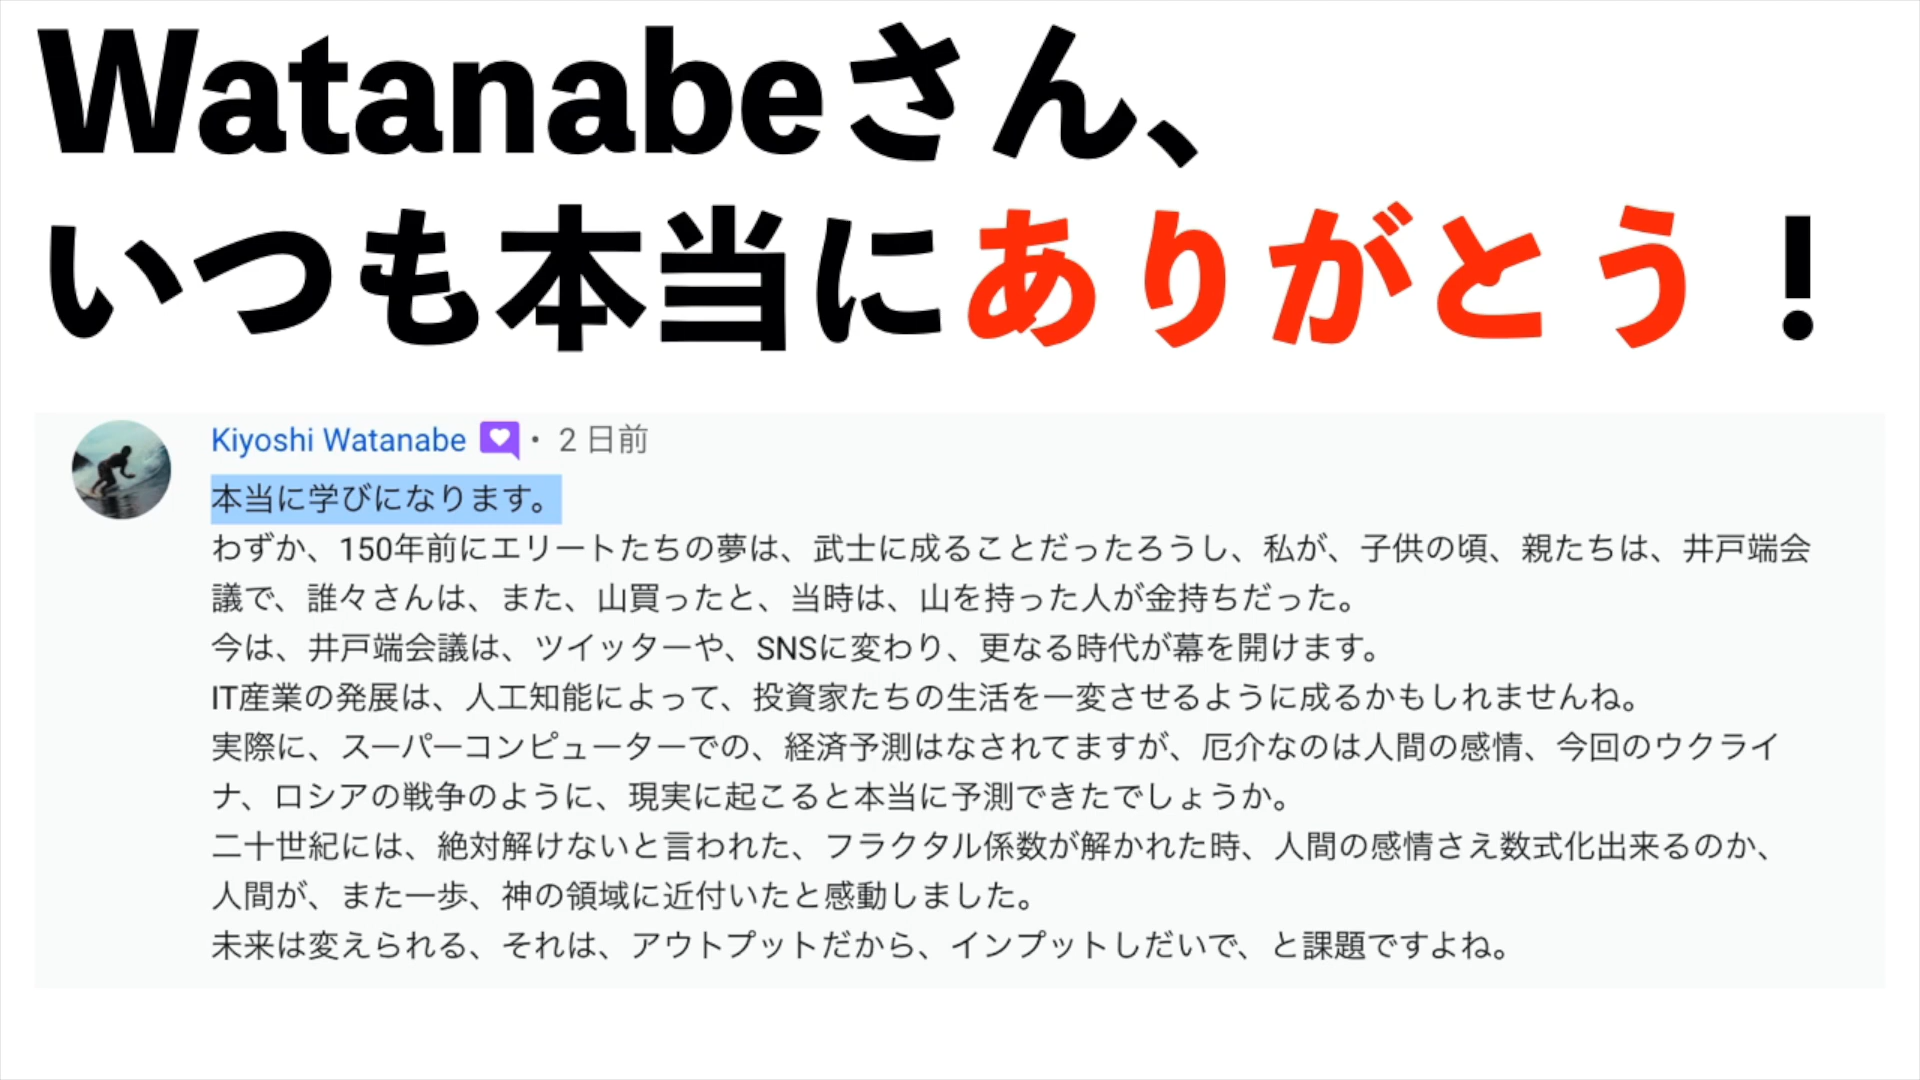 Watanabeさん、
いつも本当にありがとう！
Kiyoshi Watanabe • 2 日前
本当に学びになります。
わずか、150年前にエリートたちの夢は、武士に成ることだったろうし、私が、子供の頃、親たちは、井戸端会
議で、誰々さんは、また、山買ったと、当時は、山を持った人が金持ちだった。
今は、井戸端会議は、ツイッターや、SNSに変わり、更なる時代が幕を開けます。
IT産業の発展は、人工知能によって、投資家たちの生活を一変させるように成るかもしれませんね。
実際に、スーパーコンピューターでの、経済予測はなされてますが、厄介なのは人間の感情、今回のウクライ
ナ、ロシアの戦争のように、現実に起こると本当に予測できたでしょうか。
二十世紀には、絶対解けないと言われた、フラクタル係数が解かれた時、人間の感情さえ数式化出来るのか、
人間が、また一歩、神の領域に近付いたと感動しました。
未来は変えられる、それは、アウトプットだから、インプットしだいで、と課題ですよね。